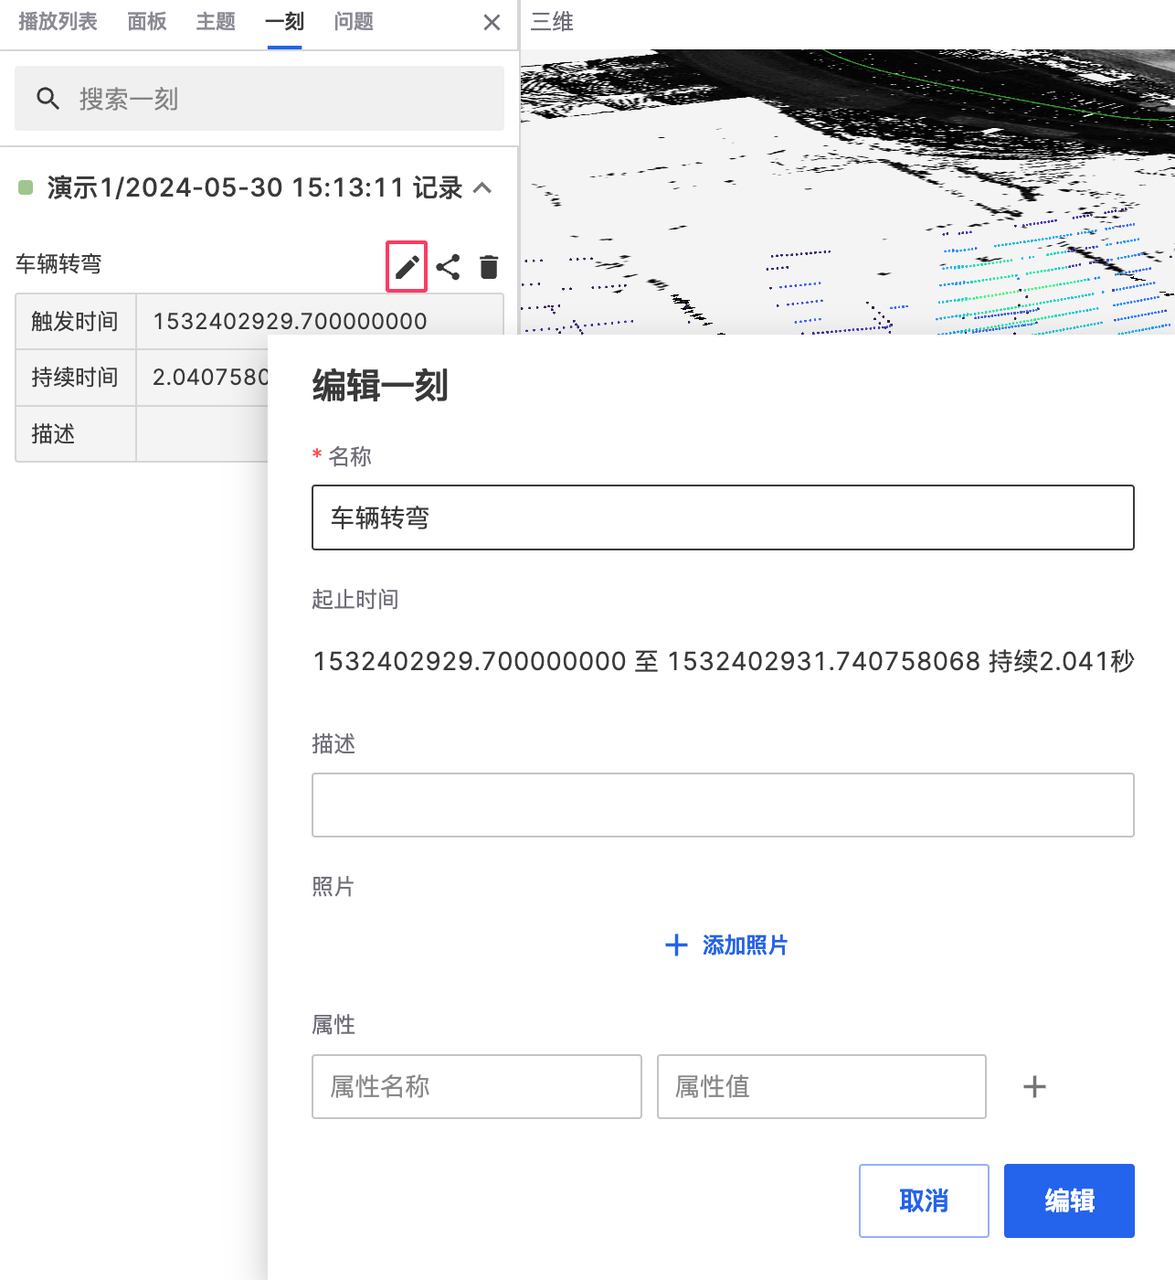 播放列表 面板 主题 一刻 问题
三维
搜索一刻
演示1/2024-05-30 15:13:11 记录
车辆转弯
触发时间 1532402929.700000000
持续时间 2.0407580
描述
编辑一刻
* 名称
车辆转弯
起止时间
1532402929.700000000 至 1532402931.740758068 持续2.041秒
描述
照片
+ 添加照片
属性
属性名称 属性值 +
取消 编辑